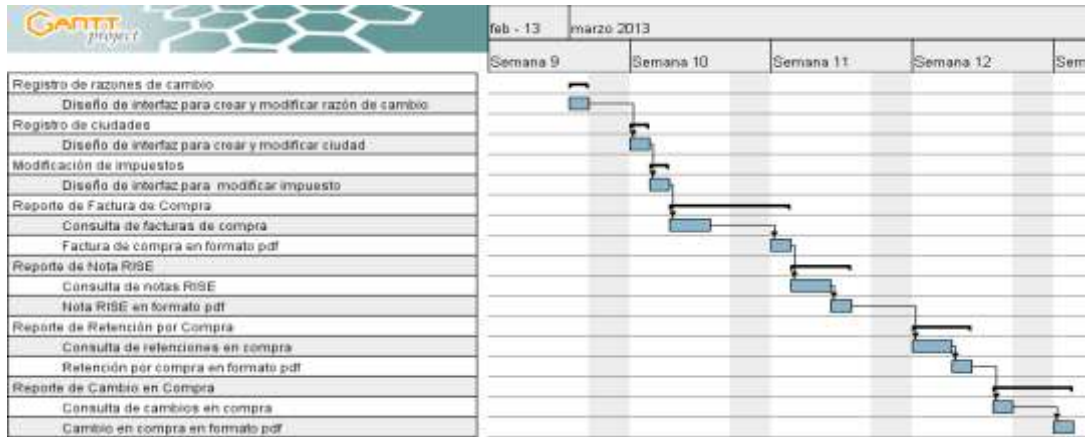 GANTT
project
feb - 13 marzo 2013
Semana 9 Semana 10 Semana 11 Semana 12 Sem
Registro de razones de cambio
Diseño de interfaz para crear y modificar razón de cambio
Registro de ciudades
Diseño de interfaz para crear y modificar ciudad
Modificación de impuestos
Diseño de interfaz para modificar impuesto
Reporte de Factura de Compra
Consulta de facturas de compra
Factura de compra en formato pdf
Reporte de Nota RISE
Consulta de notas RISE
Nota RISE en formato pdf
Reporte de Retención por Compra
Consulta de retenciones en compra
Retención por compra en formato pdf
Reporte de Cambio en Compra
Consulta de cambios en compra
Cambio en compra en formato pdf